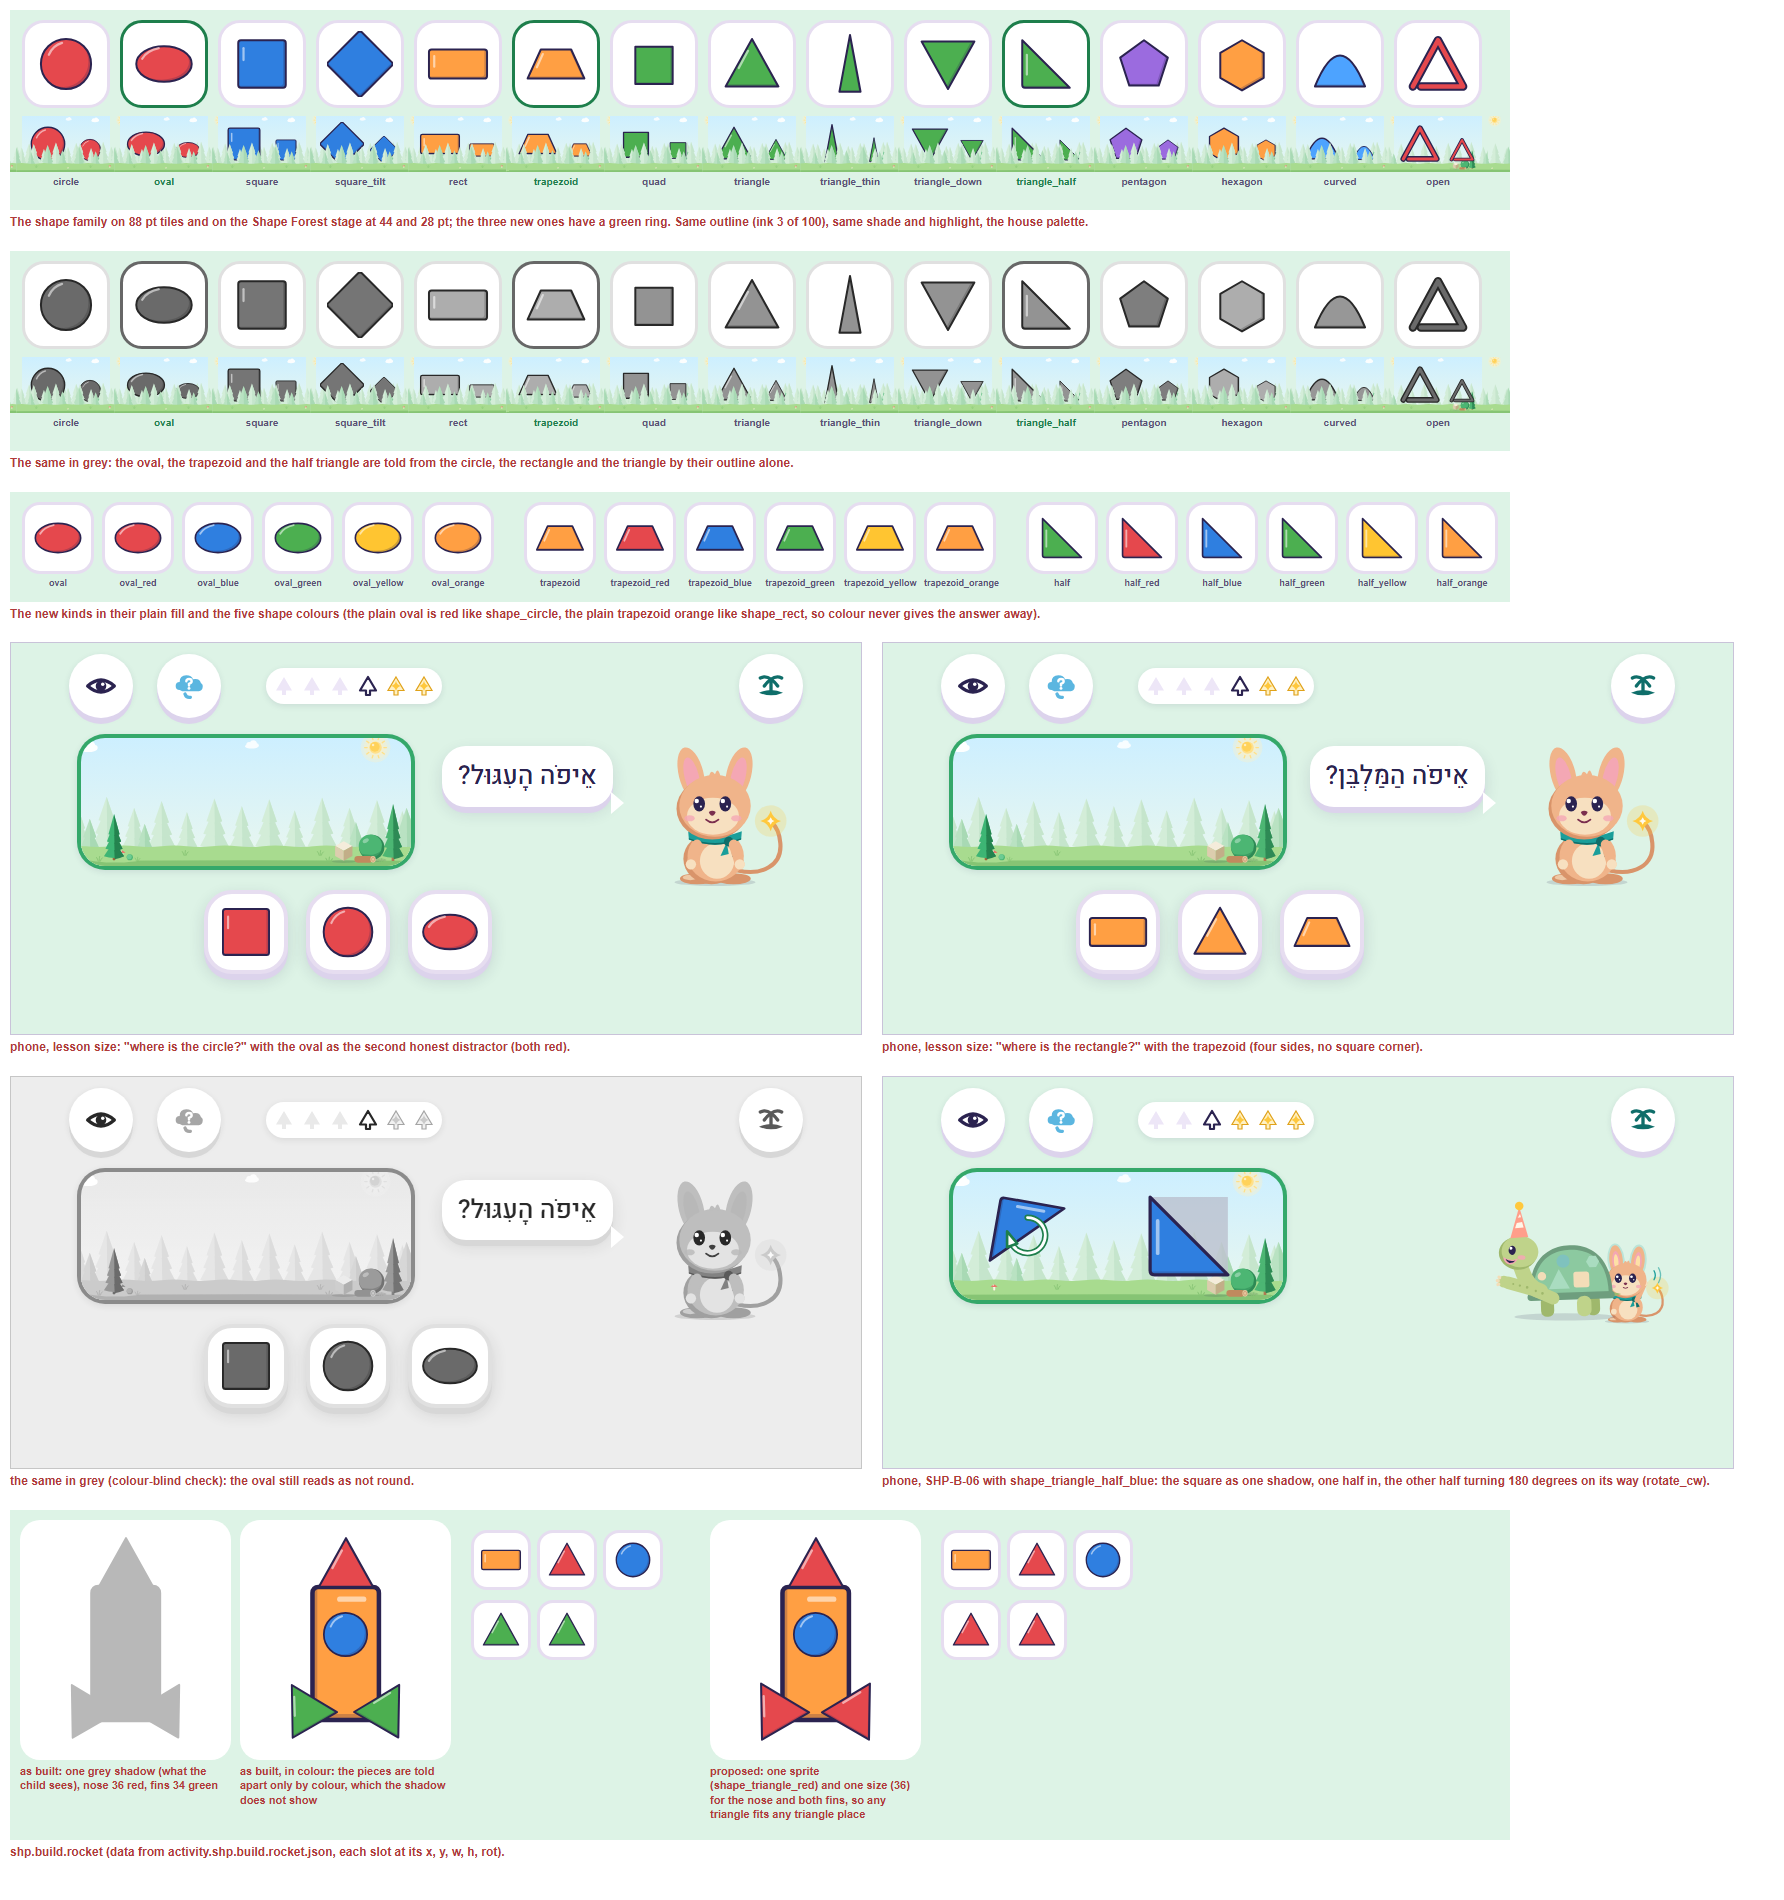 circle oval square square_tilt rect trapezoid quad triangle triangle_thin triangle_down triangle_half pentagon hexagon curved open
The shape family on 88 pt tiles and on the Shape Forest stage at 44 and 28 pt; the three new ones have a green ring. Same outline (ink 3 of 100), same shade and highlight, the house palette.
circle oval square square_tilt rect trapezoid quad triangle triangle_thin triangle_down triangle_half pentagon hexagon curved open
The same in grey: the oval, the trapezoid and the half triangle are told from the circle, the rectangle and the triangle by their outline alone.
oval oval_red oval_blue oval_green oval_yellow oval_orange trapezoid trapezoid_red trapezoid_blue trapezoid_green trapezoid_yellow trapezoid_orange half half_red half_blue half_green half_yellow half_orange
The new kinds in their plain fill and the five shape colours (the plain oval is red like shape_circle, the plain trapezoid orange like shape_rect, so colour never gives the answer away).
?
אֵיפֹה הָעִגּוּל?
phone, lesson size: "where is the circle?" with the oval as the second honest distractor (both red).
?
אֵיפֹה הַמַּלְבֵּן?
phone, lesson size: "where is the rectangle?" with the trapezoid (four sides, no square corner).
?
אֵיפֹה הָעִגּוּל?
the same in grey (colour-blind check): the oval still reads as not round.
?
phone, SHP-B-06 with shape_triangle_half_blue: the square as one shadow, one half in, the other half turning 180 degrees on its way (rotate_cw).
as built: one grey shadow (what the
child sees), nose 36 red, fins 34 green
as built, in colour: the pieces are told
apart only by colour, which the shadow
does not show
proposed: one sprite
(shape_triangle_red) and one size (36)
for the nose and both fins, so any
triangle fits any triangle place
shp.build.rocket (data from activity.shp.build.rocket.json, each slot at its x, y, w, h, rot).